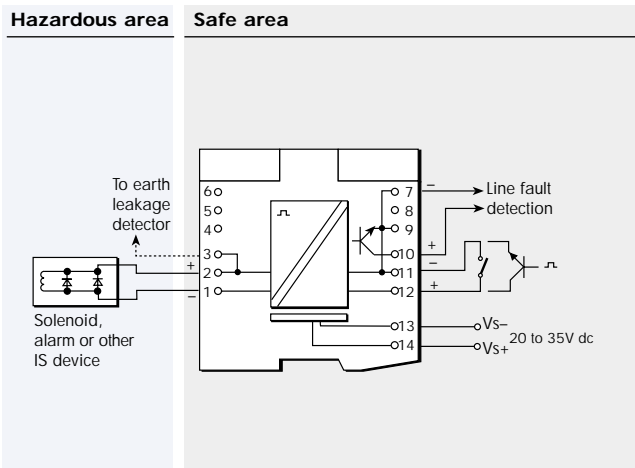 Hazardous area
Safe area
To earth
leakage
detector
6
5
4
3
2
1
+
−
7
8
9
10
11
12
13
14
−
Line fault
detection
+
−
+
Vs−
Vs+
20 to 35V dc
Solenoid,
alarm or other
IS device